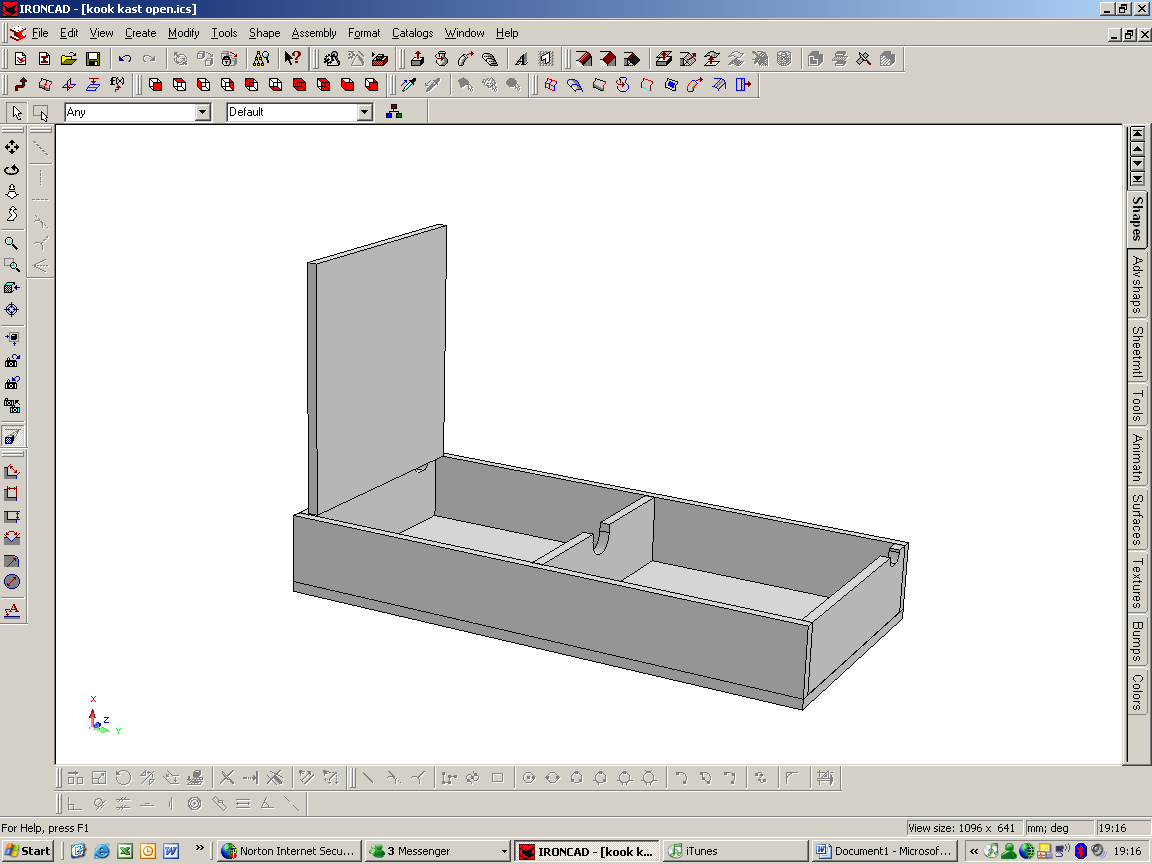 IRONCAD - [kook kast open.ics]
File Edit View Create Modify Tools Shape Assembly Format Catalogs Window Help
f(x)
Any Default
Shapes
Advshaps
Sheetmtl
Tools
Animatn
Surfaces
Textures
Bumps
Colors
X
Z
Y
For Help, press F1 View size: 1096 x 641 mm; deg 19:16
Start » Norton Internet Secu... 3 Messenger IRONCAD - [kook k... iTunes Document1 - Microsof... « 19:16